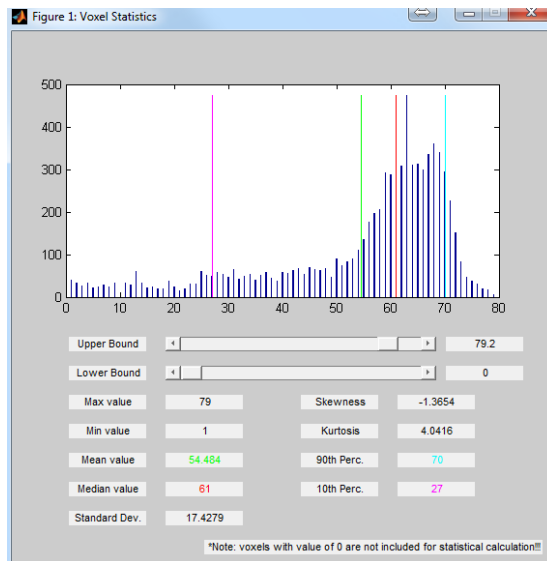 Figure 1: Voxel Statistics
500
400
300
200
100
0
0 10 20 30 40 50 60 70 80
Upper Bound 79.2
Lower Bound 0
Max value 79 Skewness -1.3654
Min value 1 Kurtosis 4.0416
Mean value 54.484 90th Perc. 70
Median value 61 10th Perc. 27
Standard Dev. 17.4279
*Note: voxels with value of 0 are not included for statistical calculation!!!